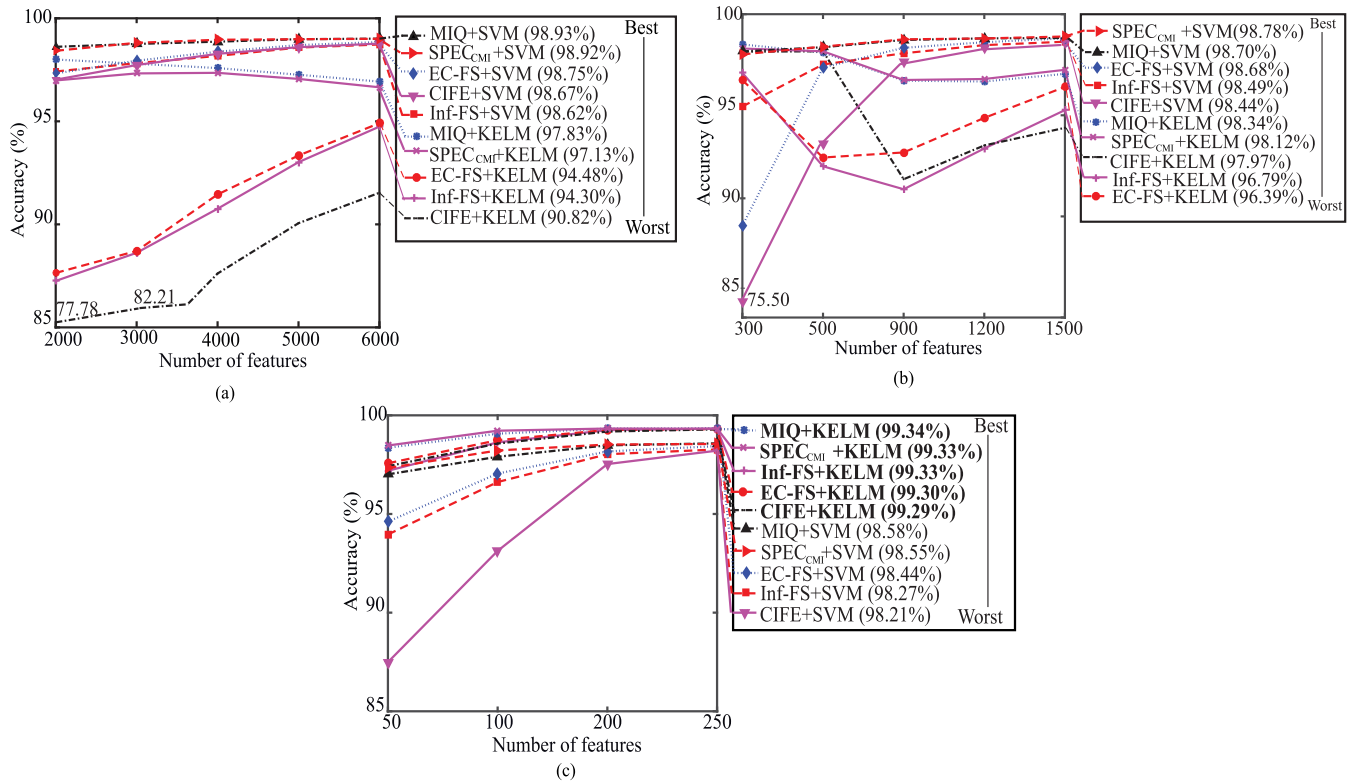 100
95
90
85
Accuracy (%)
77.78
82.21
2000 3000 4000 5000 6000
Number of features
(a)
Best
MIQ+SVM (98.93%)
SPECCMI+SVM (98.92%)
EC-FS+SVM (98.75%)
CIFE+SVM (98.67%)
Inf-FS+SVM (98.62%)
MIQ+KELM (97.83%)
SPECCMI+KELM (97.13%)
EC-FS+KELM (94.48%)
Inf-FS+KELM (94.30%)
CIFE+KELM (90.82%)
Worst
100
95
90
85
Accuracy (%)
75.50
300 500 900 1200 1500
Number of features
(b)
Best
SPECCMI +SVM(98.78%)
MIQ+SVM (98.70%)
EC-FS+SVM (98.68%)
Inf-FS+SVM (98.49%)
CIFE+SVM (98.44%)
MIQ+KELM (98.34%)
SPECCMI+KELM (98.12%)
CIFE+KELM (97.97%)
Inf-FS+KELM (96.79%)
EC-FS+KELM (96.39%)
Worst
100
95
90
85
Accuracy (%)
50 100 200 250
Number of features
(c)
Best
MIQ+KELM (99.34%)
SPECCMI +KELM (99.33%)
Inf-FS+KELM (99.33%)
EC-FS+KELM (99.30%)
CIFE+KELM (99.29%)
MIQ+SVM (98.58%)
SPECCMI+SVM (98.55%)
EC-FS+SVM (98.44%)
Inf-FS+SVM (98.27%)
CIFE+SVM (98.21%)
Worst